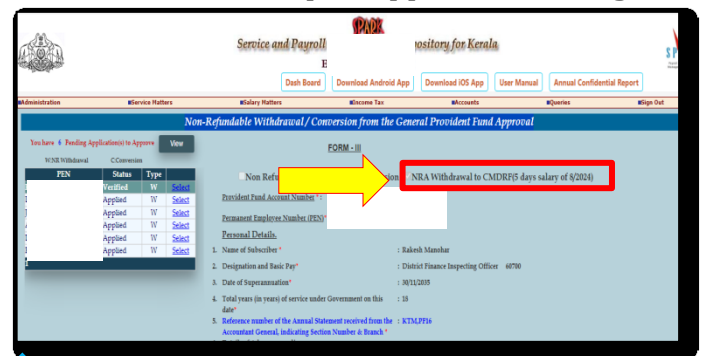 SPARK
Service and Payroll ository for Kerala
Dash Board Download Android App Download iOS App User Manual Annual Confidential Report
Administration Service Matters Salary Matters Income Tax Accounts Queries Sign Out
Non-Refundable Withdrawal / Conversion from the General Provident Fund Approval
You have 6 Pending Application(s) to Approve View
W:NR Withdrawal C:Conversion
PEN Status Type
Verified W Select
Applied W Select
Applied W Select
Applied W Select
Applied W Select
Applied W Select
FORM - III
Non Refu sion NRA Withdrawal to CMDRF(5 days salary of 8/2024)
Provident Fund Account Number * :
Permanent Employee Number (PEN)*
Personal Details.
1. Name of Subscriber * : Rakesh Manohar
2. Designation and Basic Pay* : District Finance Inspecting Officer 68700
3. Date of Superannuation* : 30/11/2035
4. Total years (in years) of service under Government on this : 18
date*
5. Reference number of the Annual Statement received from the : KTM,PF16
Accountant General, indicating Section Number & Branch *